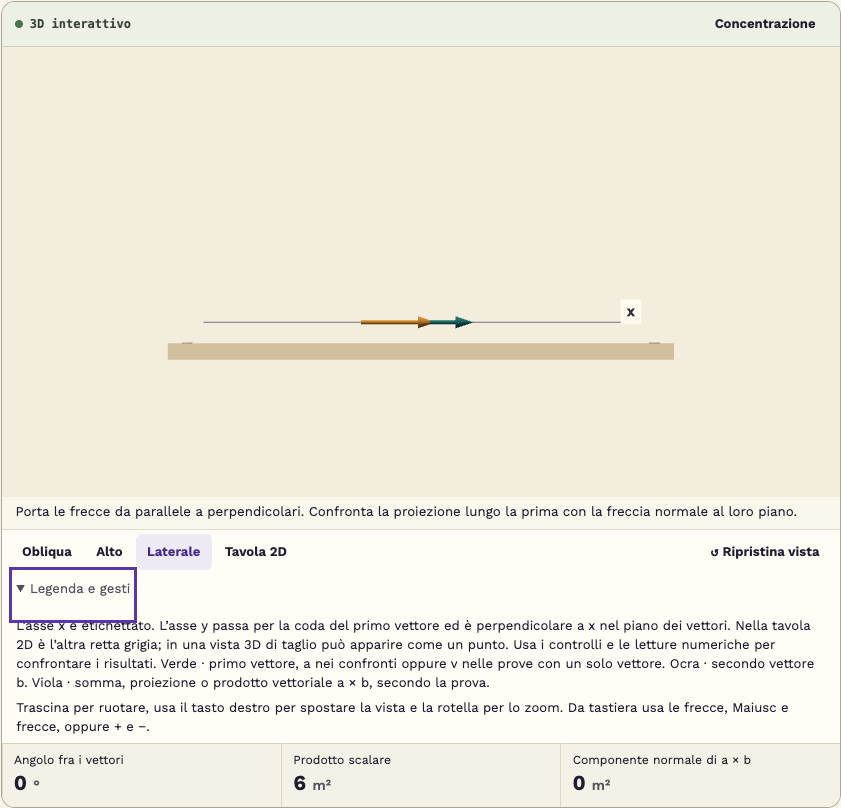 3D interattivo
Concentrazione
x
Porta le frecce da parallele a perpendicolari. Confronta la proiezione lungo la prima con la freccia normale al loro piano.
Obliqua Alto Laterale Tavola 2D ↺ Ripristina vista
▼ Legenda e gesti
L’asse x è etichettato. L’asse y passa per la coda del primo vettore ed è perpendicolare a x nel piano dei vettori. Nella tavola
2D è l’altra retta grigia; in una vista 3D di taglio può apparire come un punto. Usa i controlli e le letture numeriche per
confrontare i risultati. Verde · primo vettore, a nei confronti oppure v nelle prove con un solo vettore. Ocra · secondo vettore
b. Viola · somma, proiezione o prodotto vettoriale a × b, secondo la prova.
Trascina per ruotare, usa il tasto destro per spostare la vista e la rotella per lo zoom. Da tastiera usa le frecce, Maiusc e
frecce, oppure + e −.
Angolo fra i vettori
0 °
Prodotto scalare
6 m²
Componente normale di a × b
0 m²